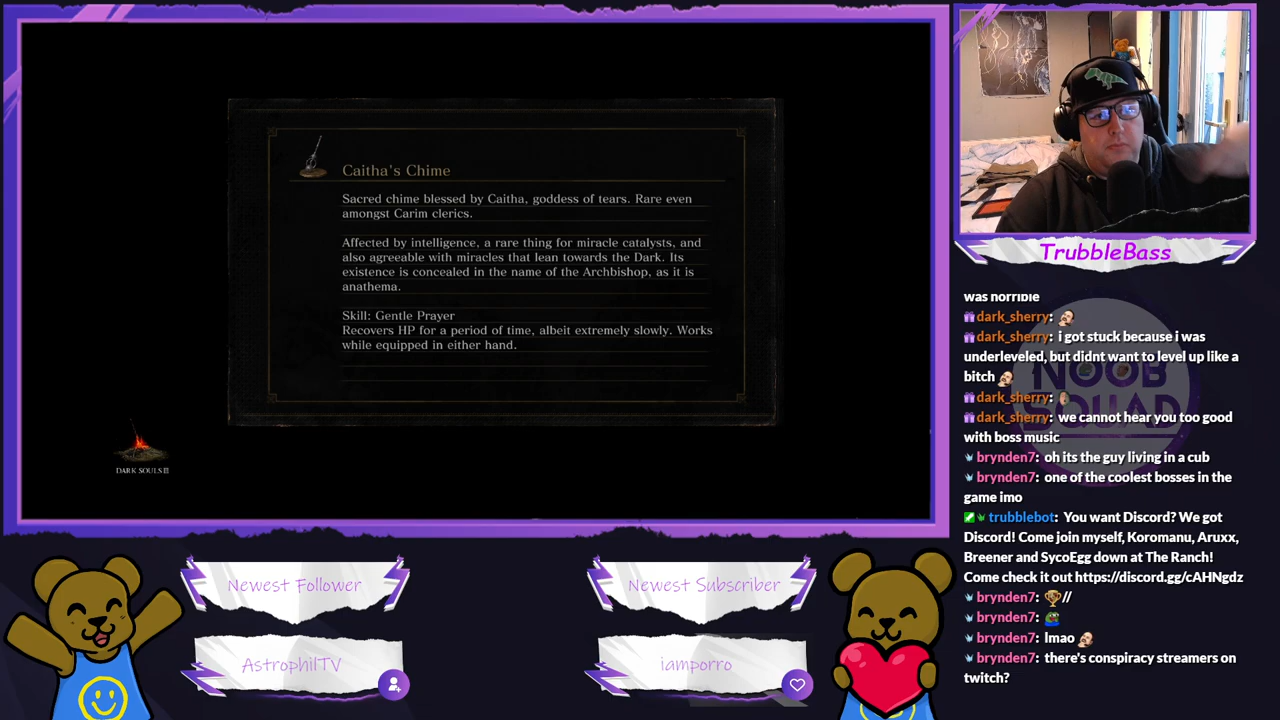 Caitha's Chime
Sacred chime blessed by Caitha, goddess of tears. Rare even
amongst Carim clerics.
Affected by intelligence, a rare thing for miracle catalysts, and
also agreeable with miracles that lean towards the Dark. Its
existence is concealed in the name of the Archbishop, as it is
anathema.
Skill: Gentle Prayer
Recovers HP for a period of time, albeit extremely slowly. Works
while equipped in either hand.
DARK SOULS III
TrubbleBass
was horrible
dark_sherry:
dark_sherry: i got stuck because i was
underleveled, but didnt want to level up like a
bitch
dark_sherry:
dark_sherry: we cannot hear you too good
with boss music
brynden7: oh its the guy living in a cub
brynden7: one of the coolest bosses in the
game imo
trubblebot: You want Discord? We got
Discord! Come join myself, Koromanu, Aruxx,
Breener and SycoEgg down at The Ranch!
Come check it out https://discord.gg/cAHNgdz
brynden7: //
brynden7:
brynden7: lmao
brynden7: there's conspiracy streamers on
twitch?
NOOB
SQUAD
Newest Follower
AstrophilTV
Newest Subscriber
iamporro